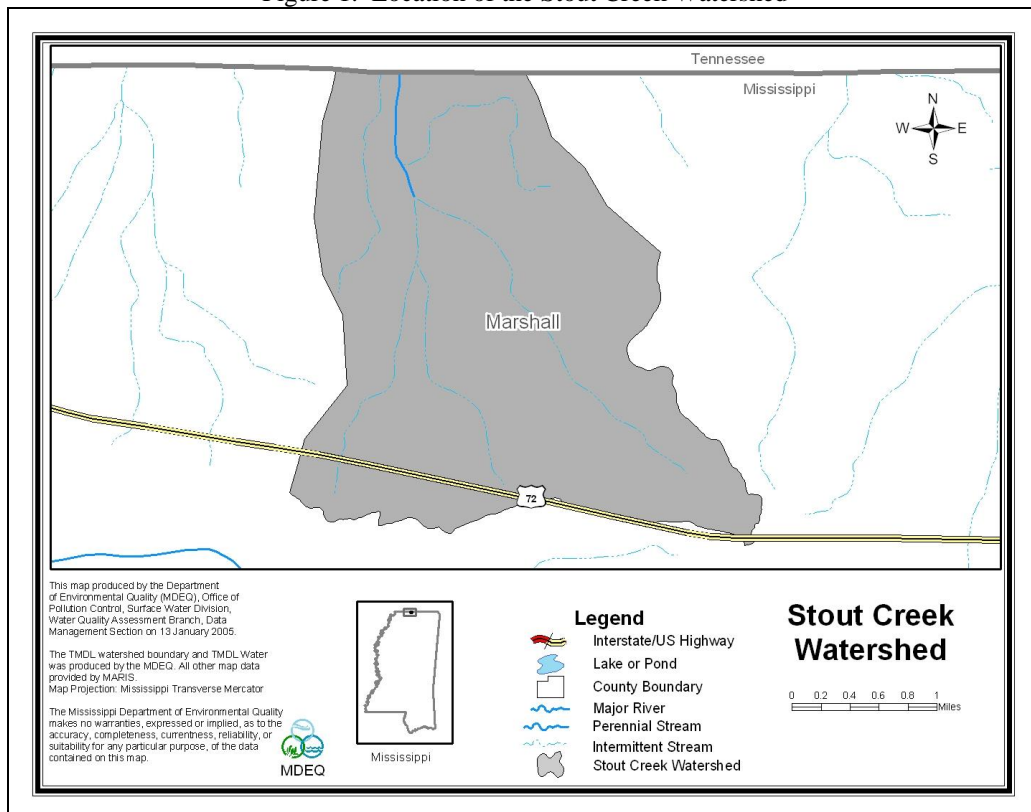 Figure 1. Location of the Stout Creek Watershed
Tennessee
Mississippi
N
W E
S
Marshall
72
This map produced by the Department
of Environmental Quality (MDEQ), Office of
Pollution Control, Surface Water Division,
Water Quality Assessment Branch, Data
Management Section on 13 January 2005.
The TMDL watershed boundary and TMDL Water
was produced by the MDEQ. All other map data
provided by MARIS.
Map Projection: Mississippi Transverse Mercator
The Mississippi Department of Environmental Quality
makes no warranties, expressed or implied, as to the
accuracy, completeness, currentness, reliability, or
suitability for any particular purpose, of the data
contained on this map.
MDEQ
Mississippi
Legend
Interstate/US Highway
Lake or Pond
County Boundary
Major River
Perennial Stream
Intermittent Stream
Stout Creek Watershed
Stout Creek
Watershed
0 0.2 0.4 0.6 0.8 1
Miles